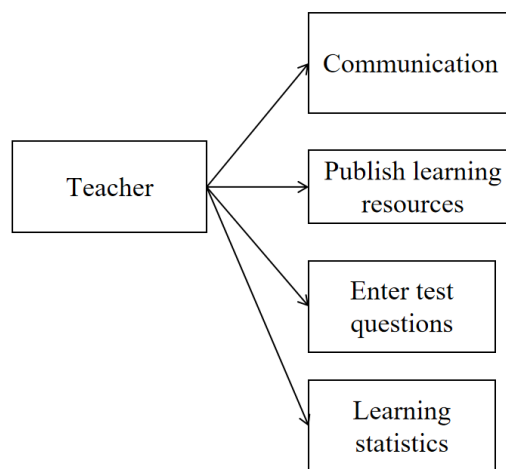 Communication
Teacher
Publish learning
resources
Enter test
questions
Learning
statistics